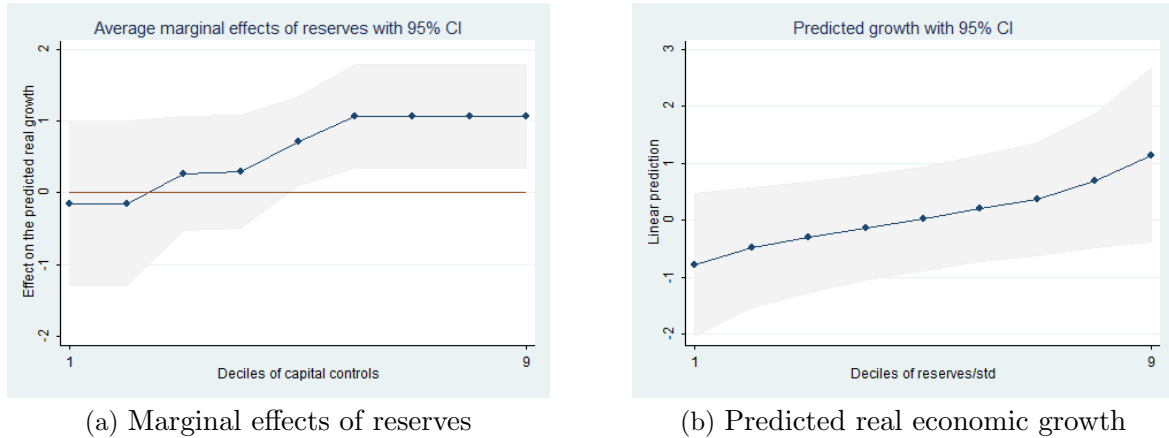 Average marginal effects of reserves with 95% CI
Effect on the predicted real growth
2
1
0
-1
-2
1
9
Deciles of capital controls
(a) Marginal effects of reserves
Predicted growth with 95% CI
Linear prediction
3
2
1
0
-1
-2
1
9
Deciles of reserves/std
(b) Predicted real economic growth